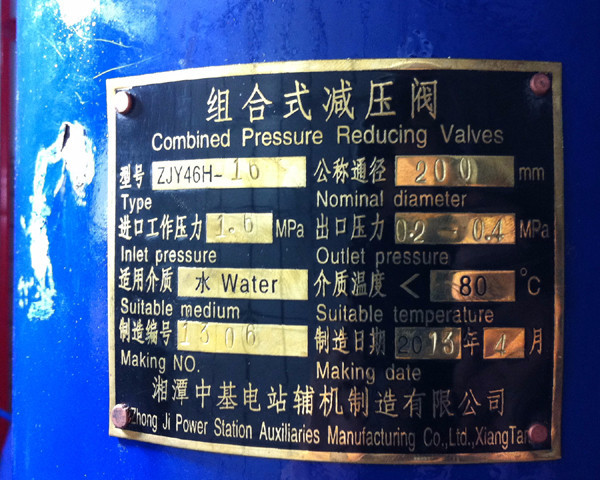 组合式减压阀
Combined Pressure Reducing Valves
型号 ZJY46H-16 公称通径 200 mm
Type Nominal diameter
进口工作压力 1.6 MPa 出口压力 0.2-0.4 MPa
Inlet pressure Outlet pressure
适用介质 水 Water 介质温度 < 80 °C
Suitable medium Suitable temperature
制造编号 1306 制造日期 2013年 4月
Making NO. Making date
湘潭中基电站辅机制造有限公司
Zhong Ji Power Station Auxiliaries Manufacturing Co.,Ltd.,XiangTan